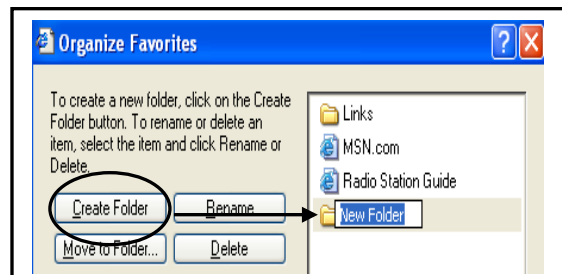 Organize Favorites
To create a new folder, click on the Create
Folder button. To rename or delete an
item, select the item and click Rename or
Delete.
Create Folder
Rename
Move to Folder...
Delete
Links
MSN.com
Radio Station Guide
New Folder